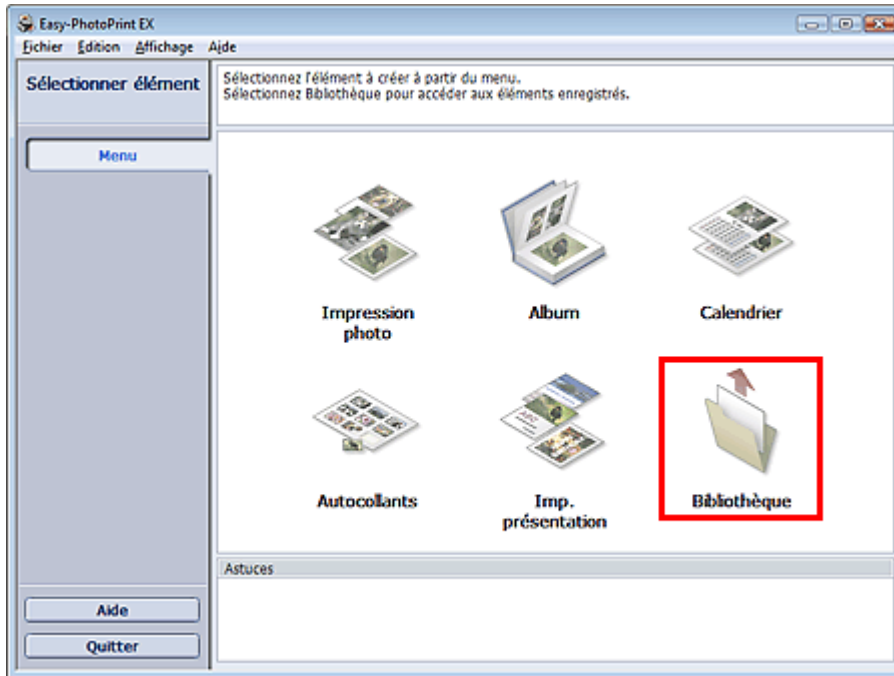 Easy-PhotoPrint EX
Fichier Édition Affichage Aide
Sélectionner élément
Sélectionnez l'élément à créer à partir du menu.
Sélectionnez Bibliothèque pour accéder aux éléments enregistrés.
Menu
Impression
photo
Album
Calendrier
Autocollants
Imp.
présentation
Bibliothèque
Astuces
Aide
Quitter